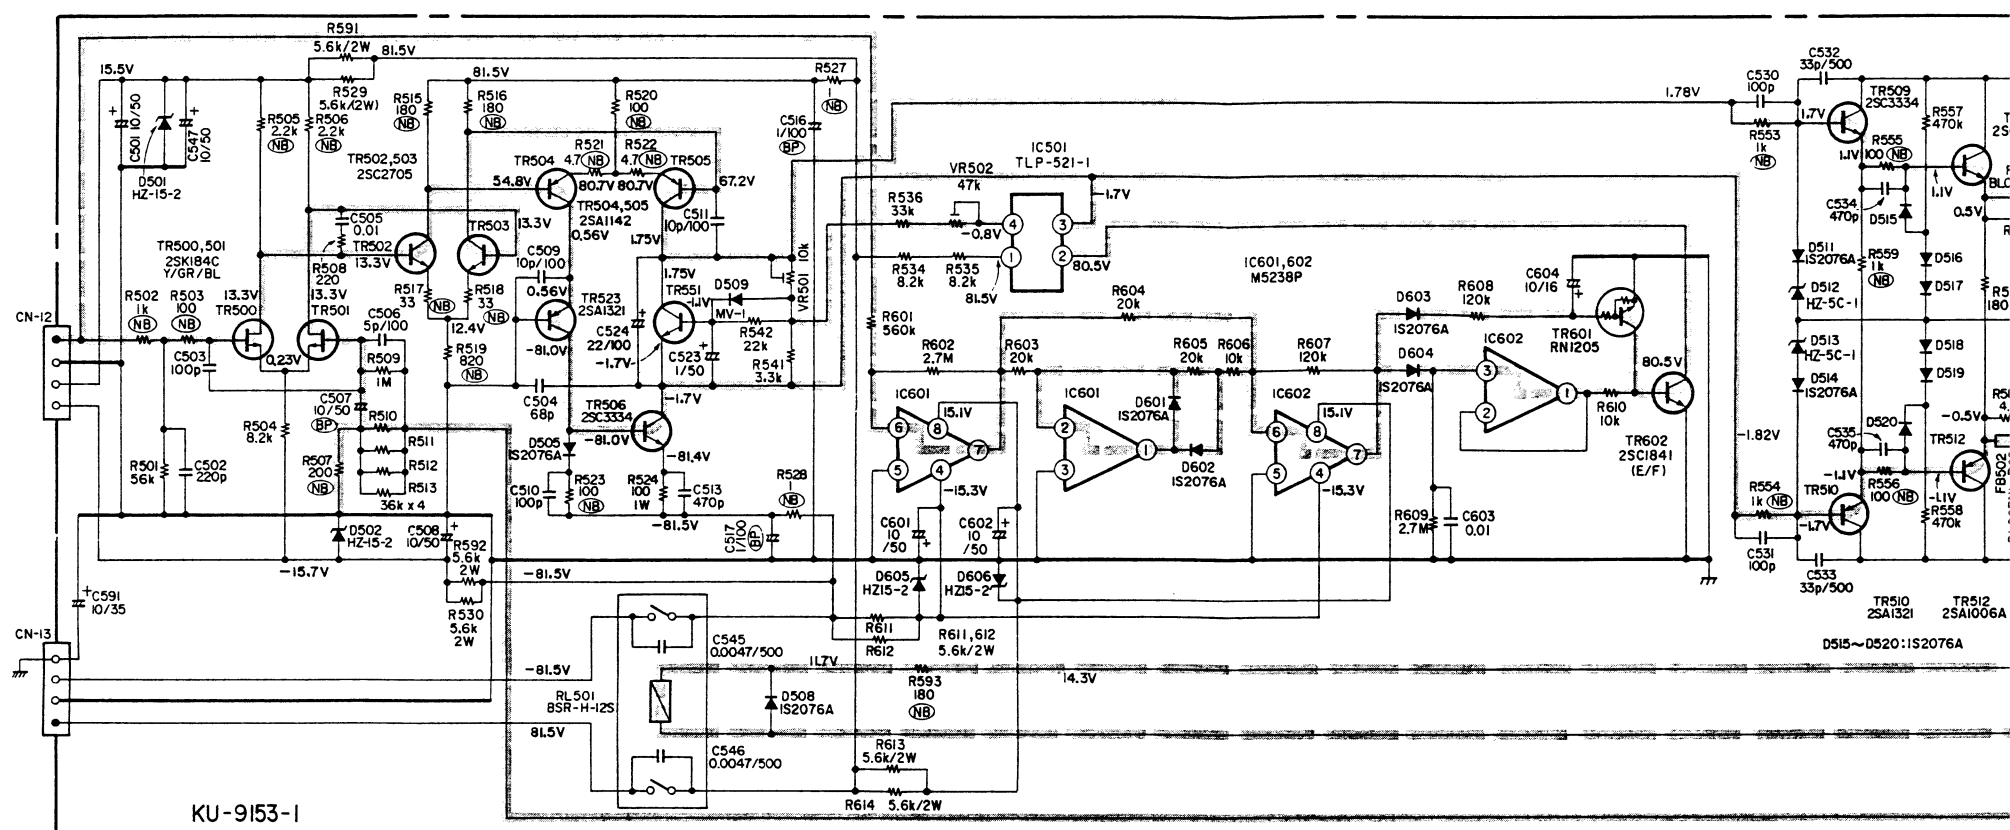 R591
5.6k/2W
81.5V
15.5V
R529
5.6k/2W)
C501 10/50
C547
10/50
D501
HZ-15-2
R505
2.2k
NB
R506
2.2k
NB
TR502,503
2SC2705
R515
180
NB
81.5V
R516
180
NB
R520
100
NB
R527
1
NB
C516
1/100
BP
R521
4.7
NB
R522
4.7
NB
TR504
TR505
54.8V
80.7V
80.7V
67.2V
TR504,505
2SA1142
0.56V
C505
0.01
TR502
13.3V
TR503
13.3V
R508
220
C509
10p/100
C511
10p/100
1.75V
10k
VR501
TR500,501
2SK184C
Y/GR/BL
R517
33
NB
R518
33
NB
0.56V
TR523
2SA1321
1.75V
TR551
-1.1V
D509
MV-1
CN-12
R502
1k
NB
R503
100
NB
13.3V
TR500
13.3V
TR501
C506
5p/100
12.4V
C503
100p
0.23V
R509
1M
R519
820
NB
-81.0V
C524
22/100
-1.7V
C523
1/50
R542
22k
R541
3.3k
C507
10/50
BP
C504
68p
TR506
2SC3334
-1.7V
R504
8.2k
R510
R511
R512
R513
36k x 4
D505
1S2076A
-81.0V
-81.4V
R501
56k
C502
220p
R507
200
NB
C510
100p
R523
100
NB
R524
100
1W
C513
470p
R528
1
NB
-81.5V
D502
HZ-15-2
C508
10/50
R592
5.6k
2W
C517
1/100
BP
-15.7V
-81.5V
C591
10/35
R530
5.6k
2W
CN-13
-81.5V
C545
0.0047/500
11.7V
RL501
BSR-H-12S
D508
1S2076A
R593
180
NB
14.3V
81.5V
C546
0.0047/500
R613
5.6k/2W
R614 5.6k/2W
KU-9153-1
IC501
TLP-521-1
VR502
47k
R536
33k
-0.8V
4
3
1
2
-1.7V
R534
8.2k
R535
8.2k
81.5V
80.5V
IC601,602
M5238P
R601
560k
R602
2.7M
R603
20k
R604
20k
R605
20k
R606
10k
R607
120k
R608
120k
D603
1S2076A
D604
1S2076A
C604
10/16
TR601
RN1205
IC601
15.1V
6
8
7
5
4
-15.3V
IC601
2
1
3
D601
1S2076A
D602
1S2076A
IC602
15.1V
6
8
7
5
4
-15.3V
IC602
3
2
1
R610
10k
80.5V
TR602
2SC1841
(E/F)
C601
10
/50
C602
10
/50
R609
2.7M
C603
0.01
D605
HZ15-2
D606
HZ15-2
R611
R612
R611,612
5.6k/2W
1.78V
C530
100p
R553
1k
NB
C532
33p/500
TR509
2SC3334
1.7V
R557
470k
1.1V
R555
100
NB
1.1V
C534
470p
D515
0.5V
D511
1S2076A
R559
1k
NB
D516
D512
HZ-5C-1
D517
D513
HZ-5C-1
D518
D514
1S2076A
D519
-0.5V
-1.82V
C535
470p
D520
TR512
-1.1V
R554
1k
NB
TR510
R556
100
NB
-1.1V
R558
470k
-1.7V
FB502
C531
100p
C533
33p/500
TR510
2SA1321
TR512
2SA1006A
D515~D520:1S2076A
180